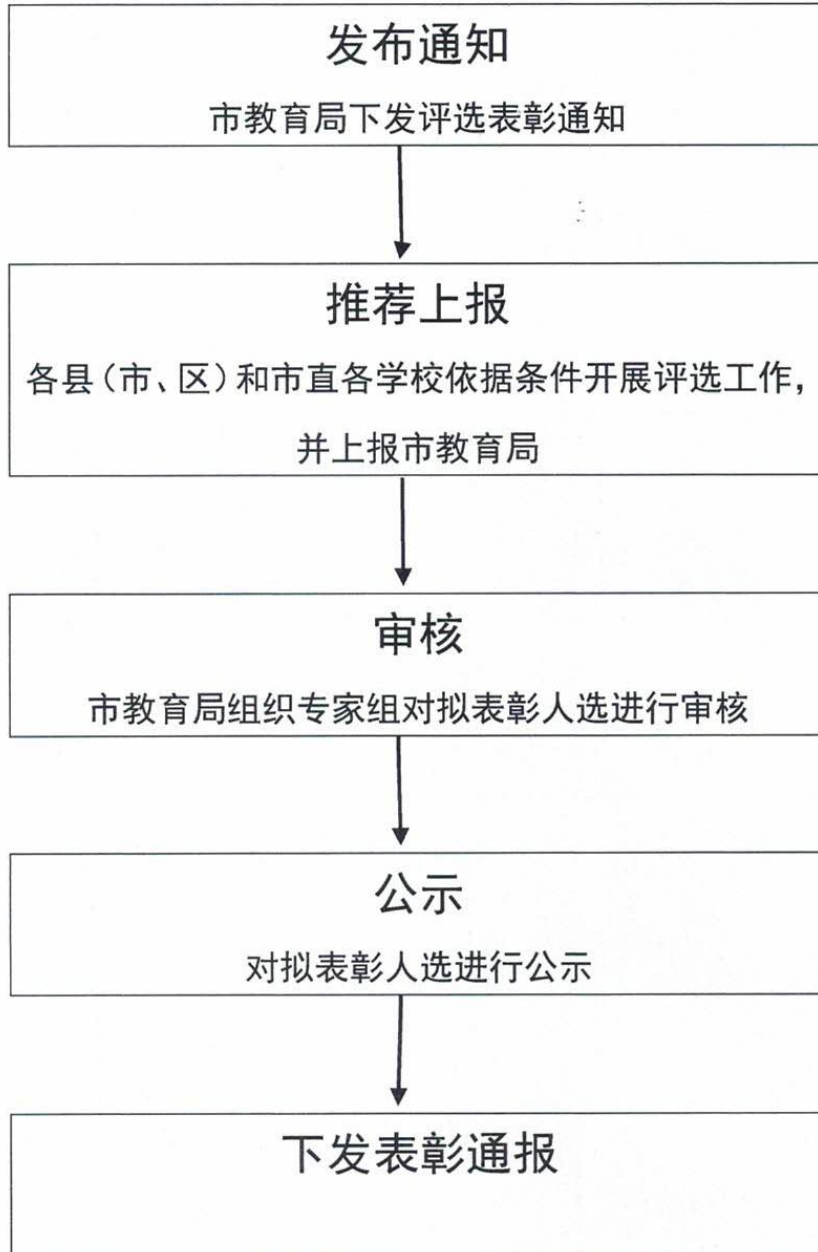 发布通知
市教育局下发评选表彰通知
推荐上报
各县（市、区）和市直各学校依据条件开展评选工作，
并上报市教育局
审核
市教育局组织专家组对拟表彰人选进行审核
公示
对拟表彰人选进行公示
下发表彰通报